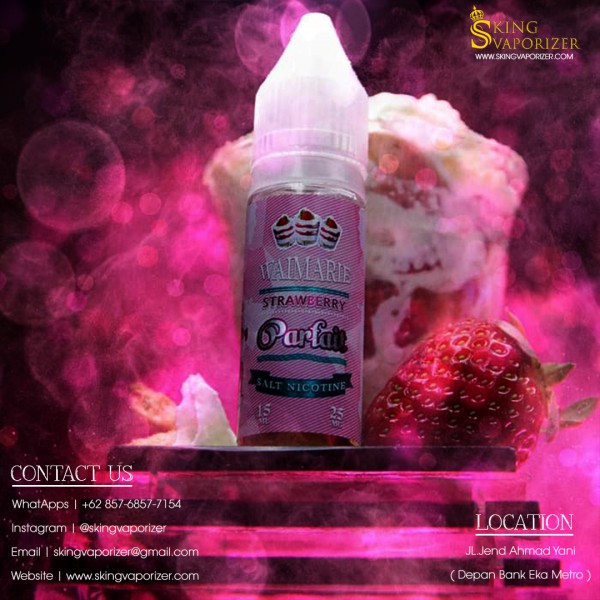 SKING
VAPORIZER
WWW.SKINGVAPORIZER.COM
WAIMARIE
STRAWBERRY
Parfait
SALT NICOTINE
15
25
CONTACT US
WhatApps | +62 857-6857-7154
Instagram | @skingvaporizer
Email | skingvaporizer@gmail.com
Website | www.skingvaporizer.com
LOCATION
JL.Jend Ahmad Yani
( Depan Bank Eka Metro )